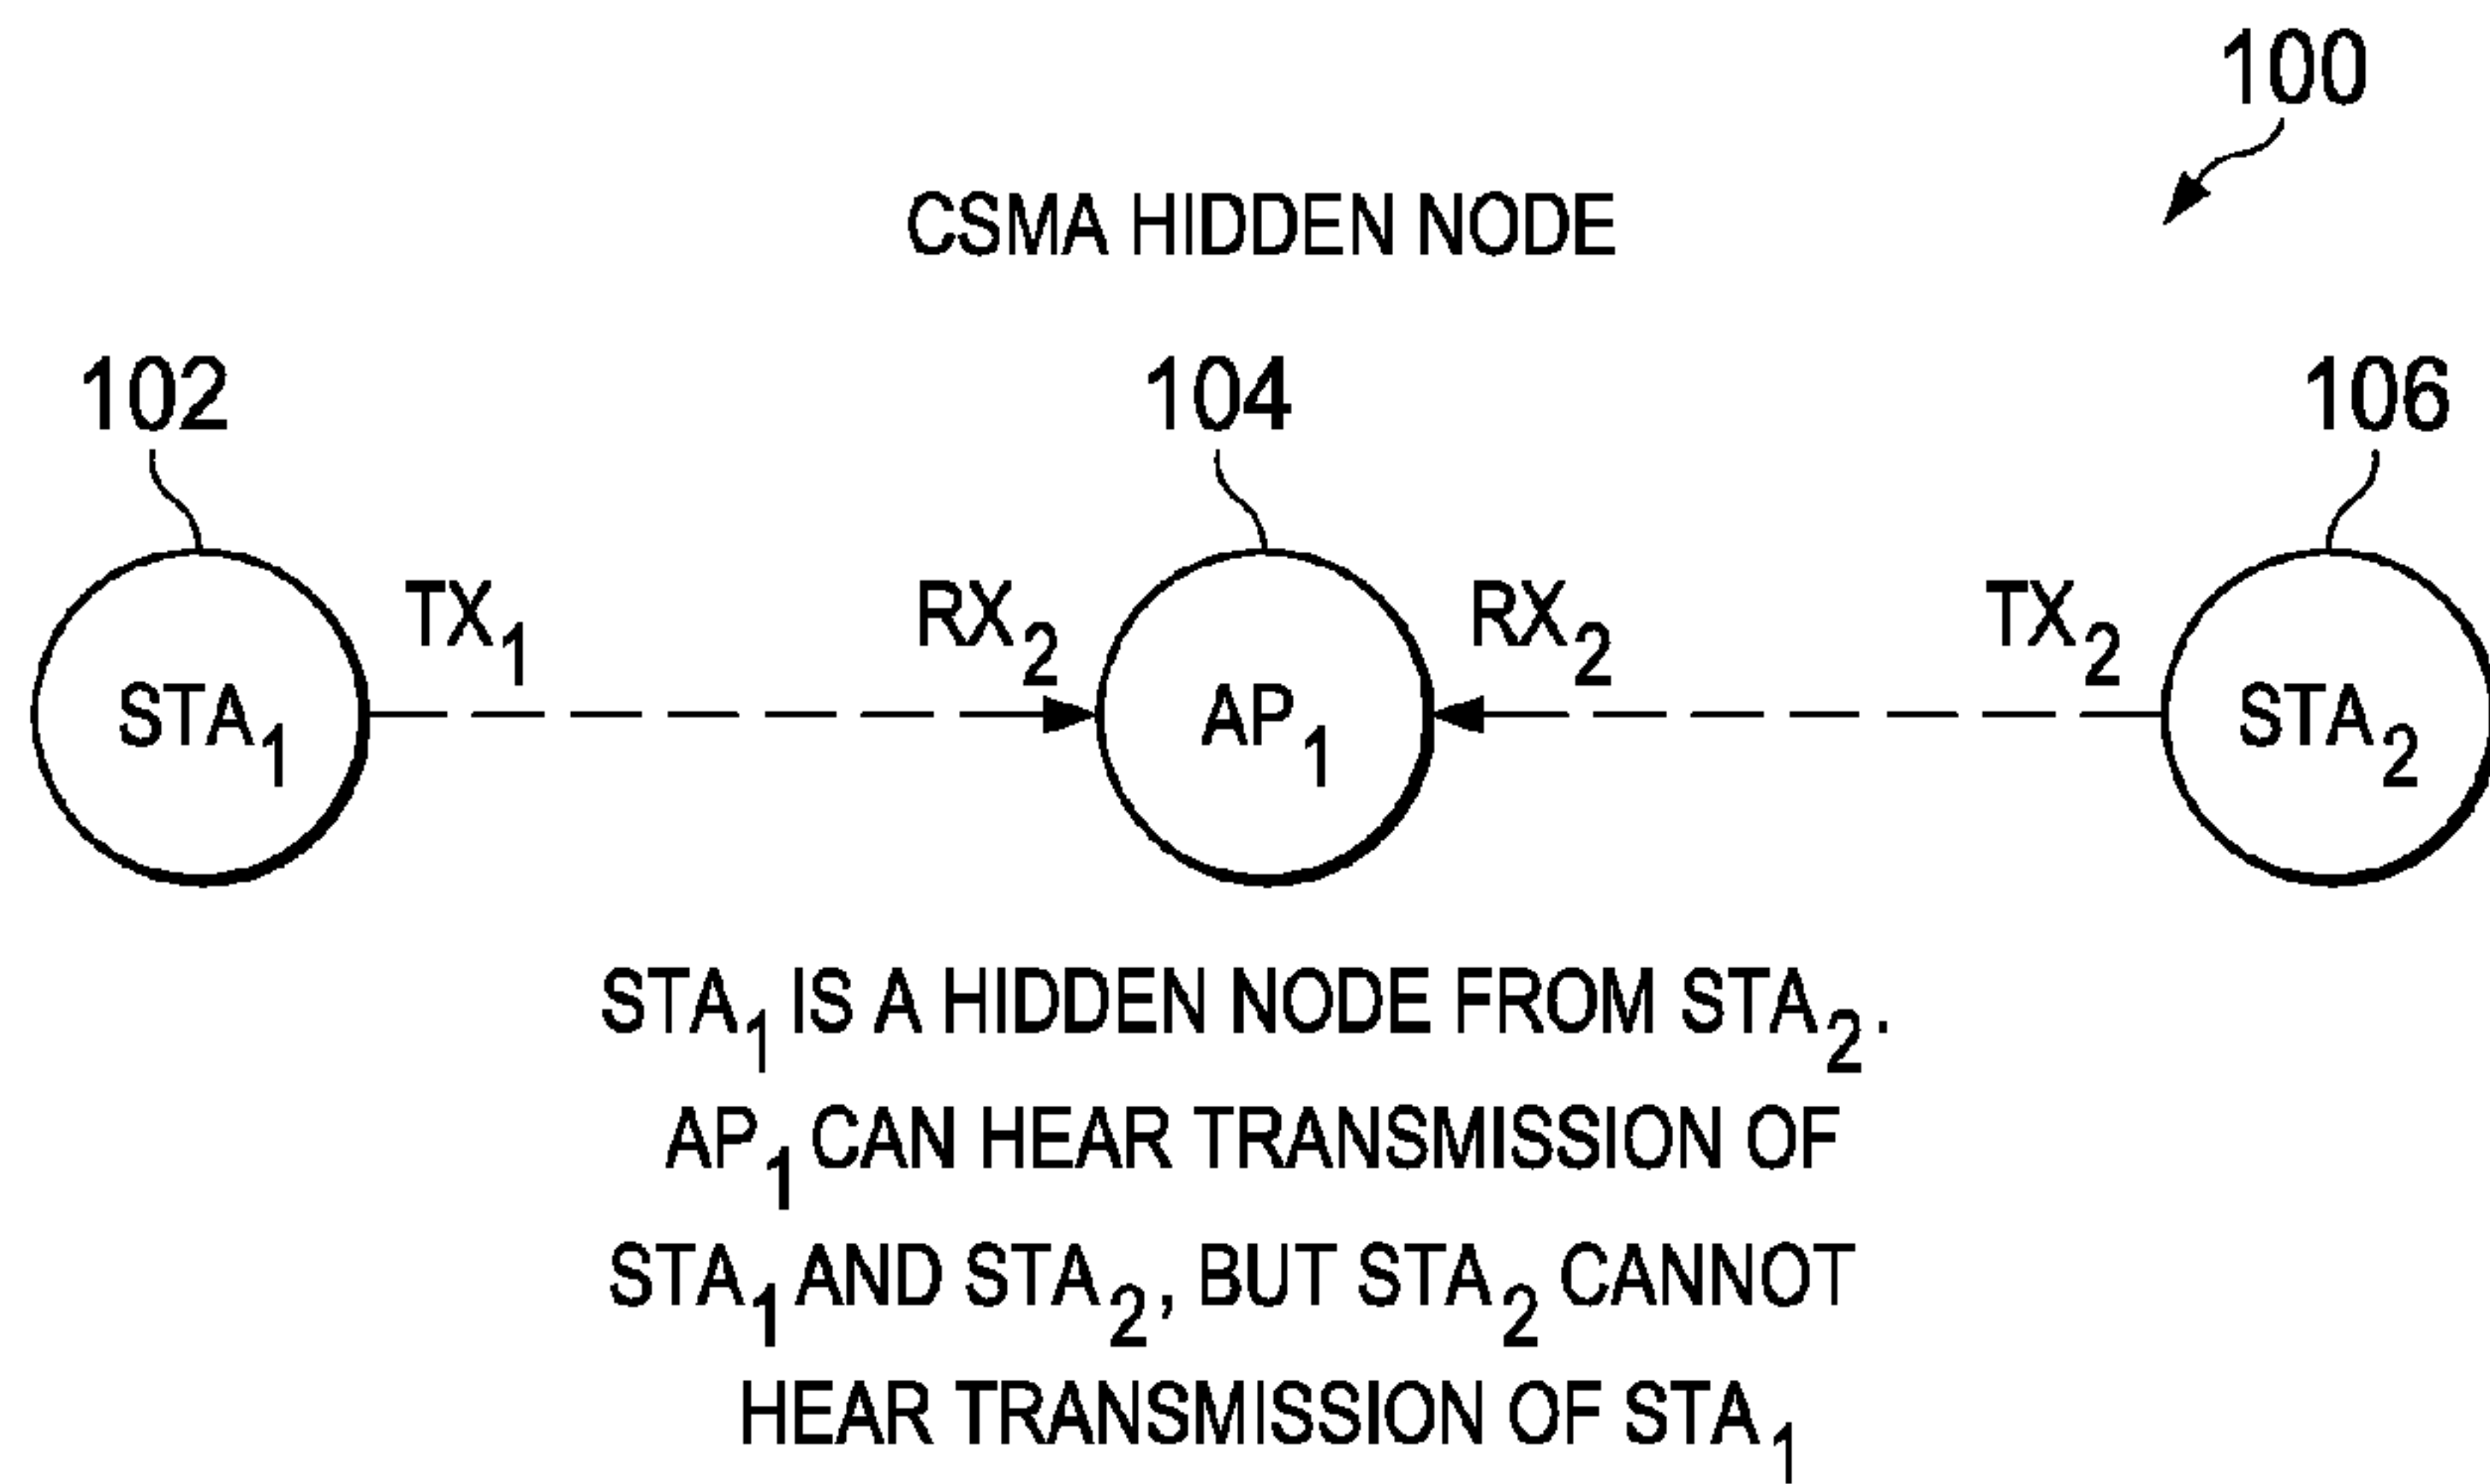 100
CSMA HIDDEN NODE
102 104 106
TX1 RX2 RX2 TX2
STA1 AP1 STA2
STA1 IS A HIDDEN NODE FROM STA2.
AP1 CAN HEAR TRANSMISSION OF
STA1 AND STA2, BUT STA2 CANNOT
HEAR TRANSMISSION OF STA1